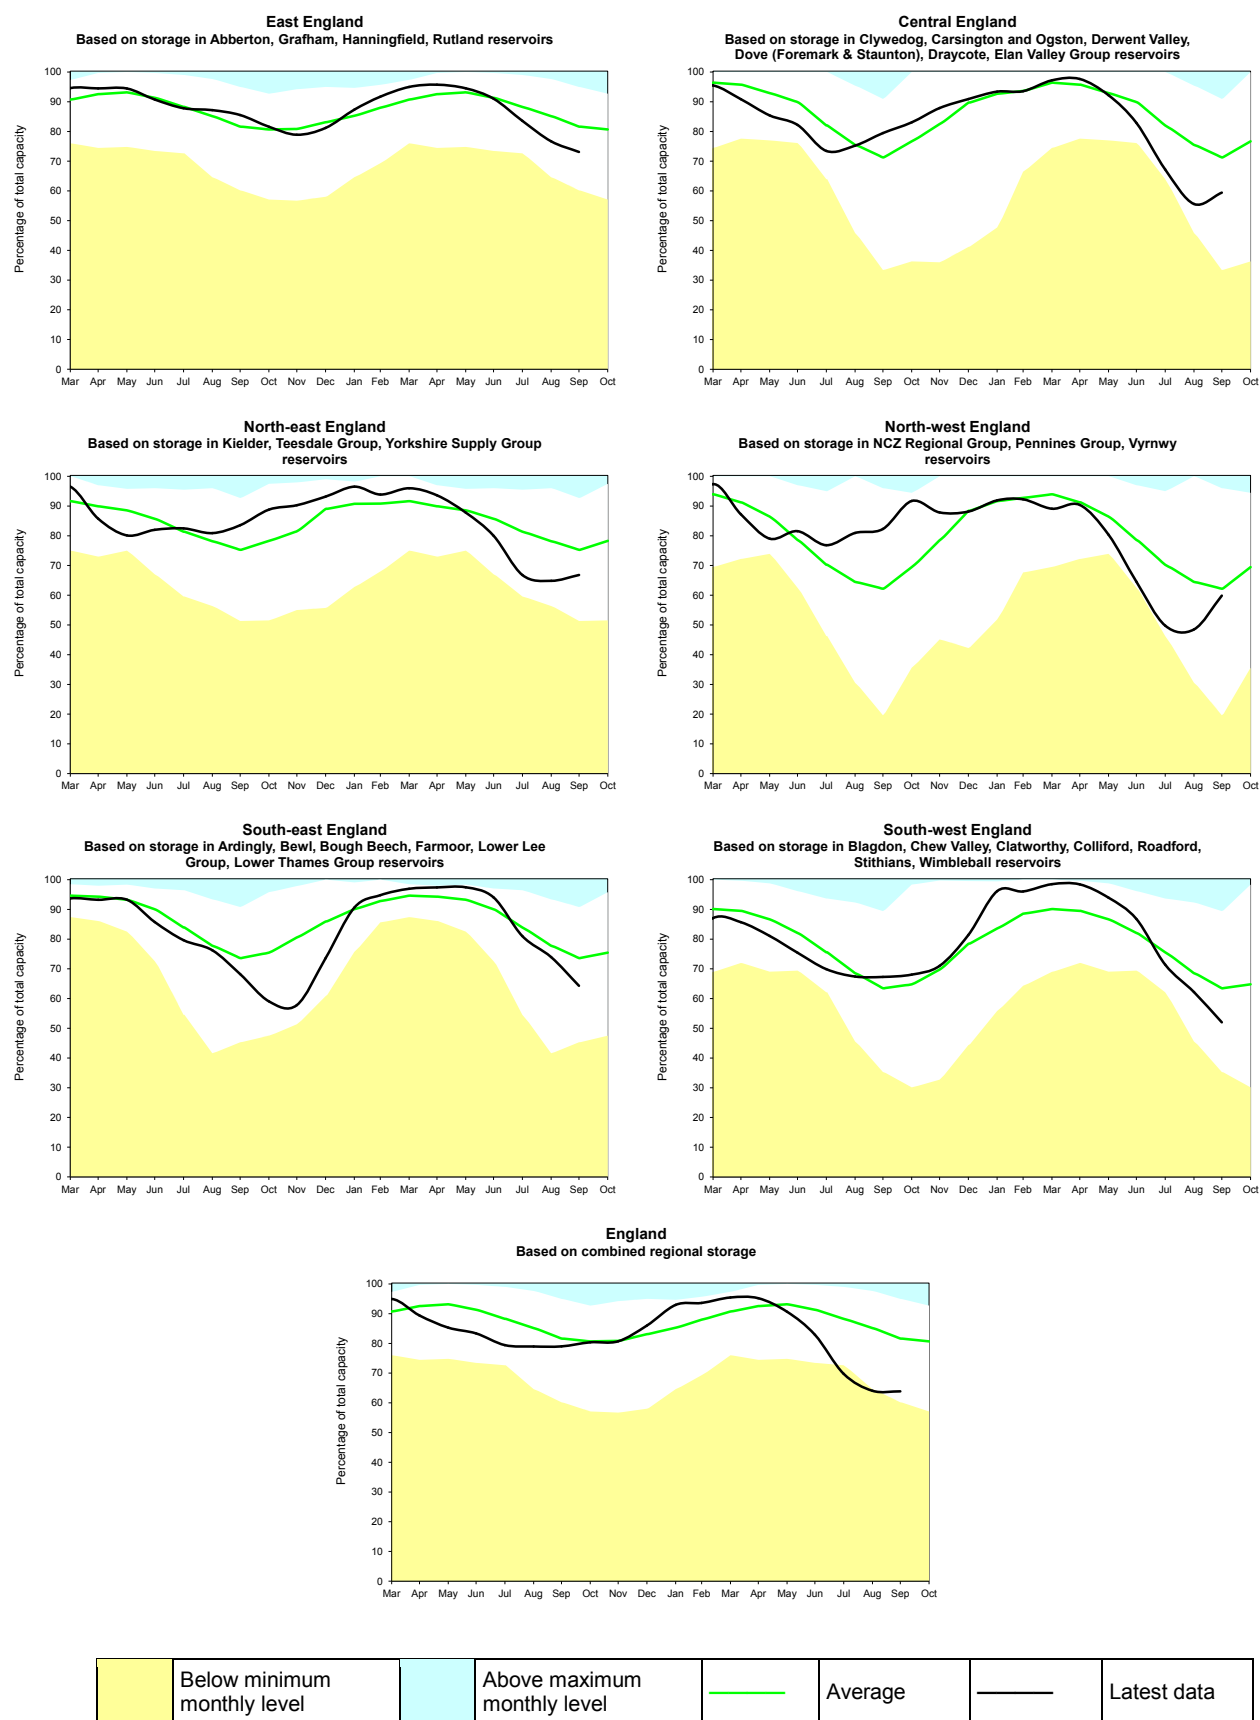 East England
Based on storage in Abberton, Grafham, Hanningfield, Rutland reservoirs
Percentage of total capacity
100
90
80
70
60
50
40
30
20
10
0
Mar Apr May Jun Jul Aug Sep Oct Nov Dec Jan Feb Mar Apr May Jun Jul Aug Sep Oct
Central England
Based on storage in Clywedog, Carsington and Ogston, Derwent Valley,
Dove (Foremark & Staunton), Draycote, Elan Valley Group reservoirs
Percentage of total capacity
100
90
80
70
60
50
40
30
20
10
0
Mar Apr May Jun Jul Aug Sep Oct Nov Dec Jan Feb Mar Apr May Jun Jul Aug Sep Oct
North-east England
Based on storage in Kielder, Teesdale Group, Yorkshire Supply Group
reservoirs
Percentage of total capacity
100
90
80
70
60
50
40
30
20
10
0
Mar Apr May Jun Jul Aug Sep Oct Nov Dec Jan Feb Mar Apr May Jun Jul Aug Sep Oct
North-west England
Based on storage in NCZ Regional Group, Pennines Group, Vyrnwy
reservoirs
Percentage of total capacity
100
90
80
70
60
50
40
30
20
10
0
Mar Apr May Jun Jul Aug Sep Oct Nov Dec Jan Feb Mar Apr May Jun Jul Aug Sep Oct
South-east England
Based on storage in Ardingly, Bewl, Bough Beech, Farmoor, Lower Lee
Group, Lower Thames Group reservoirs
Percentage of total capacity
100
90
80
70
60
50
40
30
20
10
0
Mar Apr May Jun Jul Aug Sep Oct Nov Dec Jan Feb Mar Apr May Jun Jul Aug Sep Oct
South-west England
Based on storage in Blagdon, Chew Valley, Clatworthy, Colliford, Roadford,
Stithians, Wimbleball reservoirs
Percentage of total capacity
100
90
80
70
60
50
40
30
20
10
0
Mar Apr May Jun Jul Aug Sep Oct Nov Dec Jan Feb Mar Apr May Jun Jul Aug Sep Oct
England
Based on combined regional storage
Percentage of total capacity
100
90
80
70
60
50
40
30
20
10
0
Mar Apr May Jun Jul Aug Sep Oct Nov Dec Jan Feb Mar Apr May Jun Jul Aug Sep Oct
Below minimum
monthly level
Above maximum
monthly level
Average
Latest data